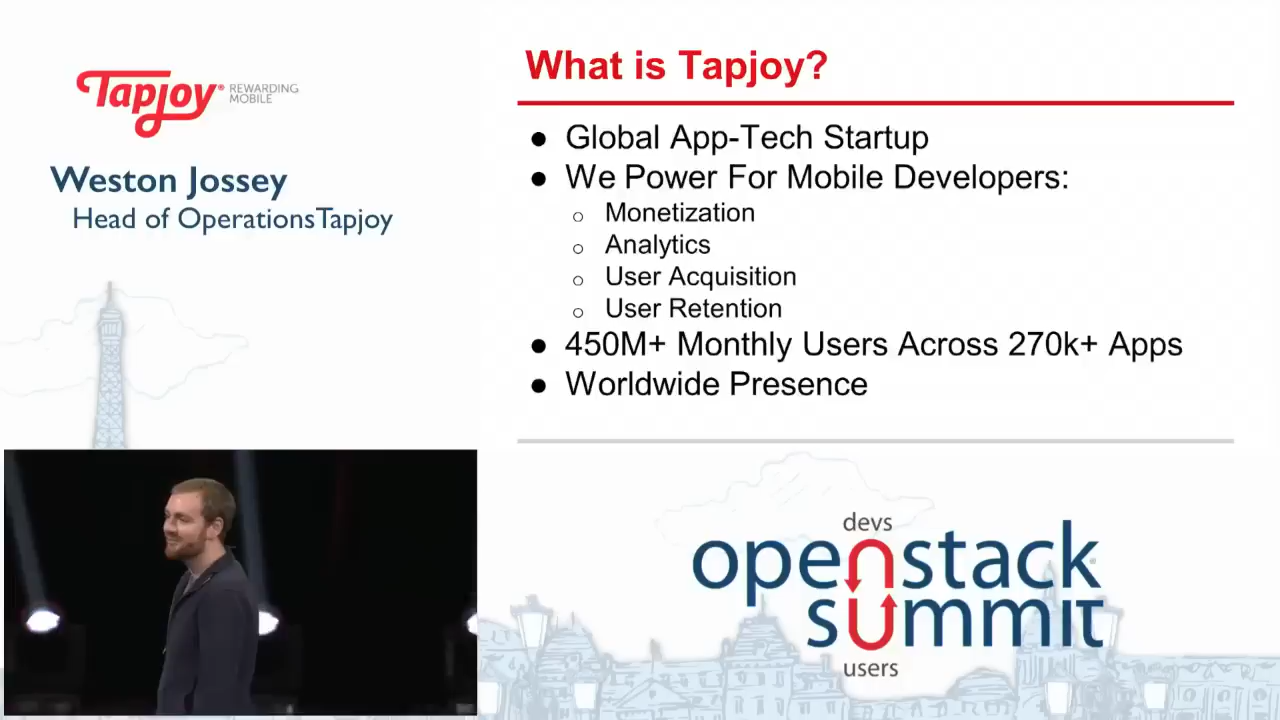 Tapjoy® REWARDING
MOBILE
Weston Jossey
Head of OperationsTapjoy
What is Tapjoy?
● Global App-Tech Startup
● We Power For Mobile Developers:
○ Monetization
○ Analytics
○ User Acquisition
○ User Retention
● 450M+ Monthly Users Across 270k+ Apps
● Worldwide Presence
devs
openstack
summit
users